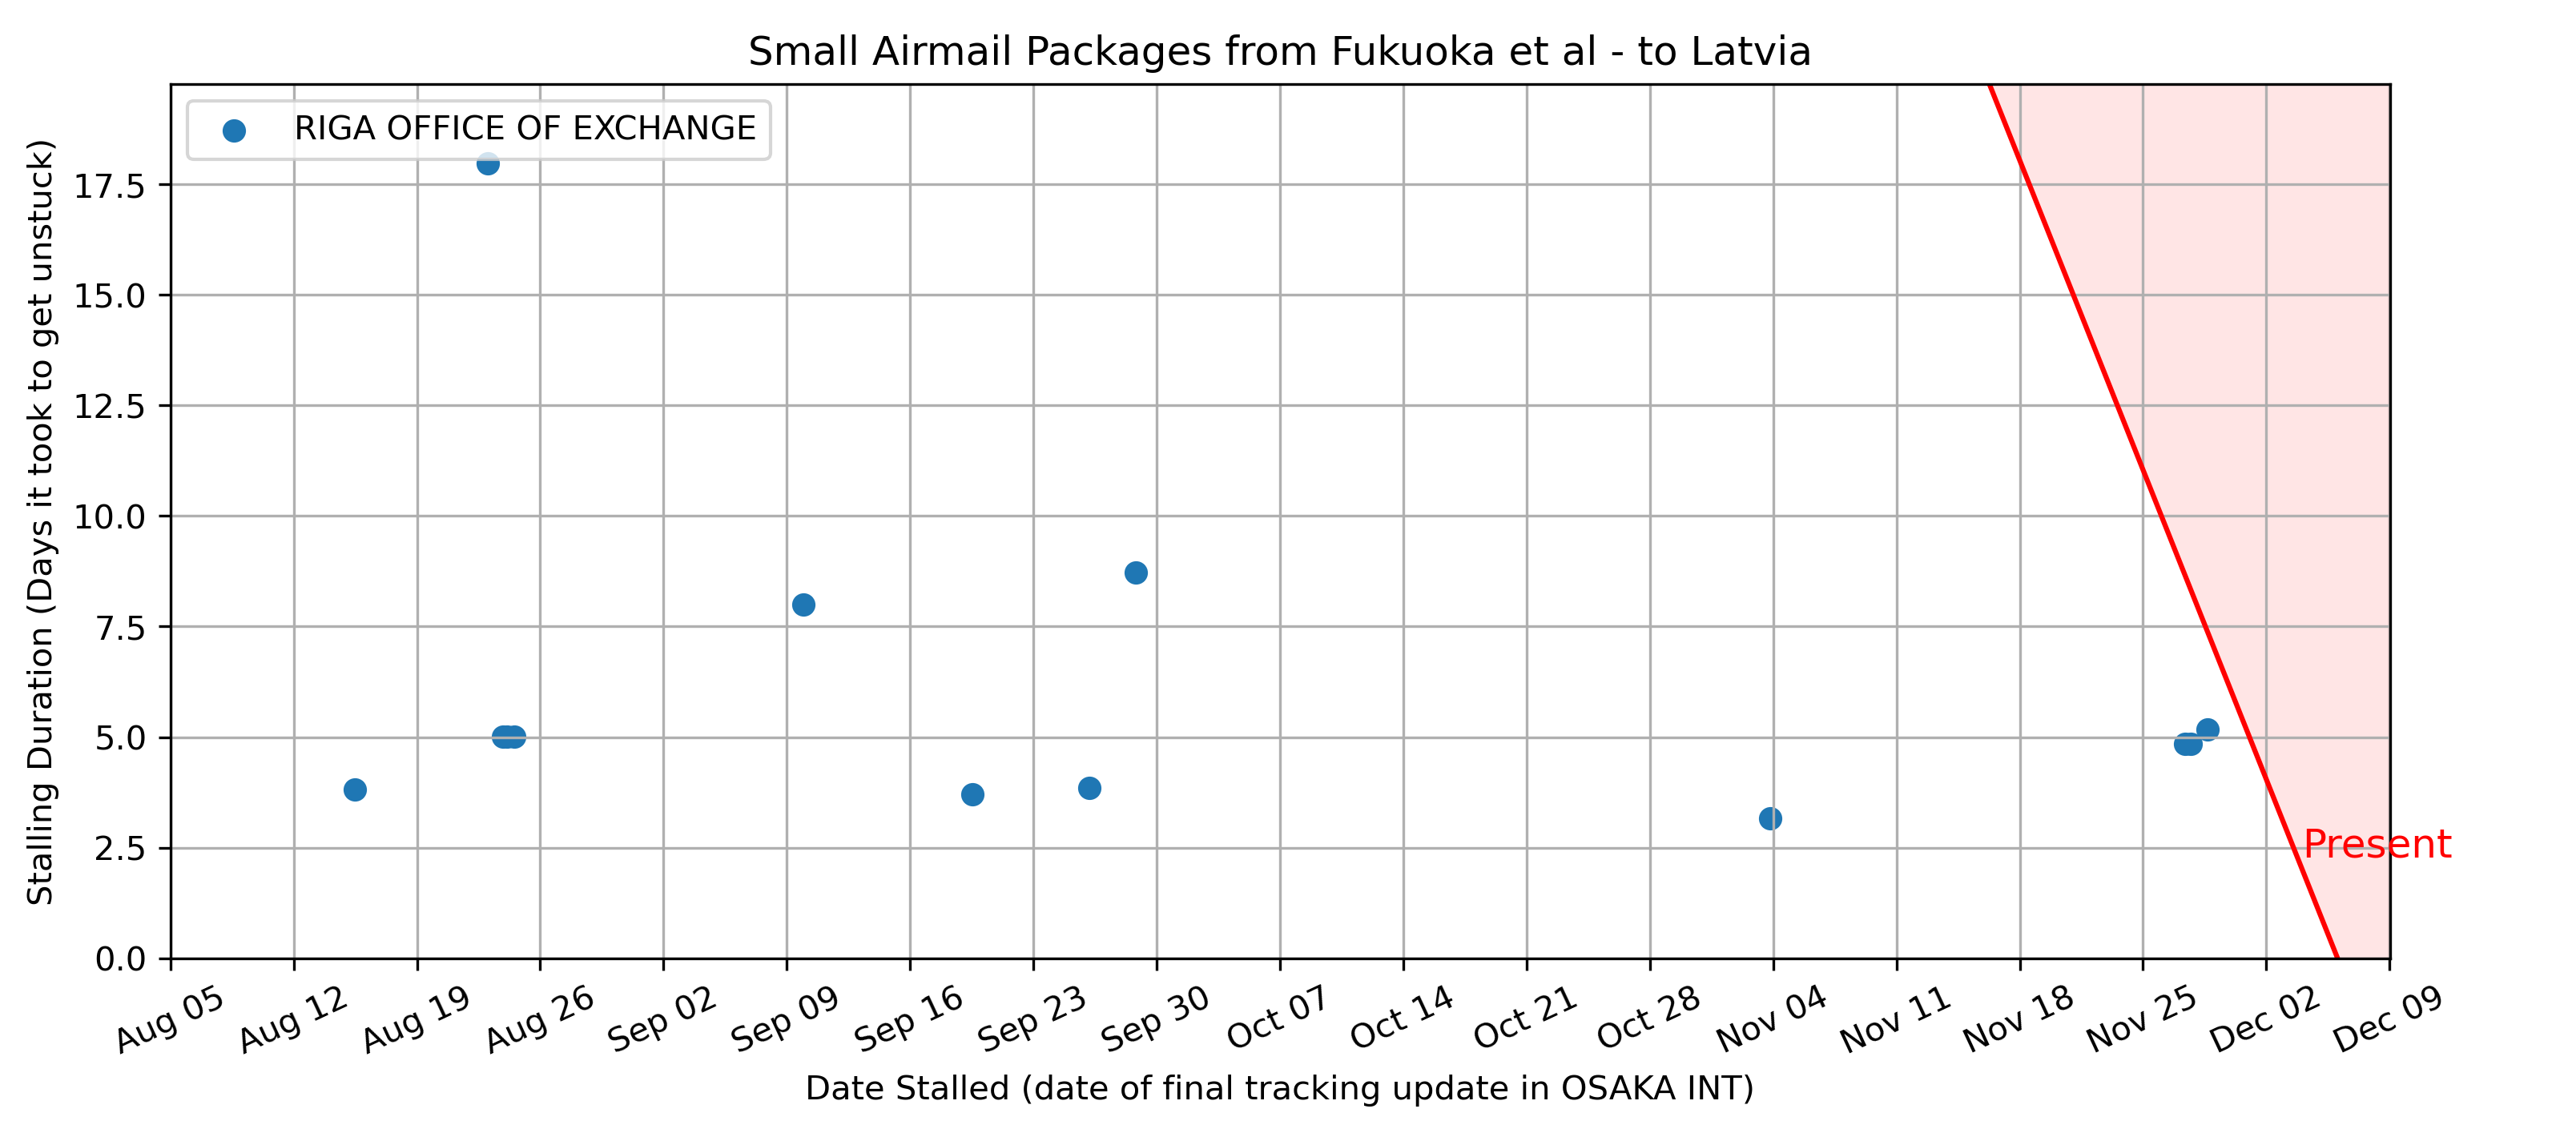 Small Airmail Packages from Fukuoka et al - to Latvia
RIGA OFFICE OF EXCHANGE
Stalling Duration (Days it took to get unstuck)
17.5
15.0
12.5
10.0
7.5
5.0
2.5
0.0
Present
Aug 05
Aug 12
Aug 19
Aug 26
Sep 02
Sep 09
Sep 16
Sep 23
Sep 30
Oct 07
Oct 14
Oct 21
Oct 28
Nov 04
Nov 11
Nov 18
Nov 25
Dec 02
Dec 09
Date Stalled (date of final tracking update in OSAKA INT)